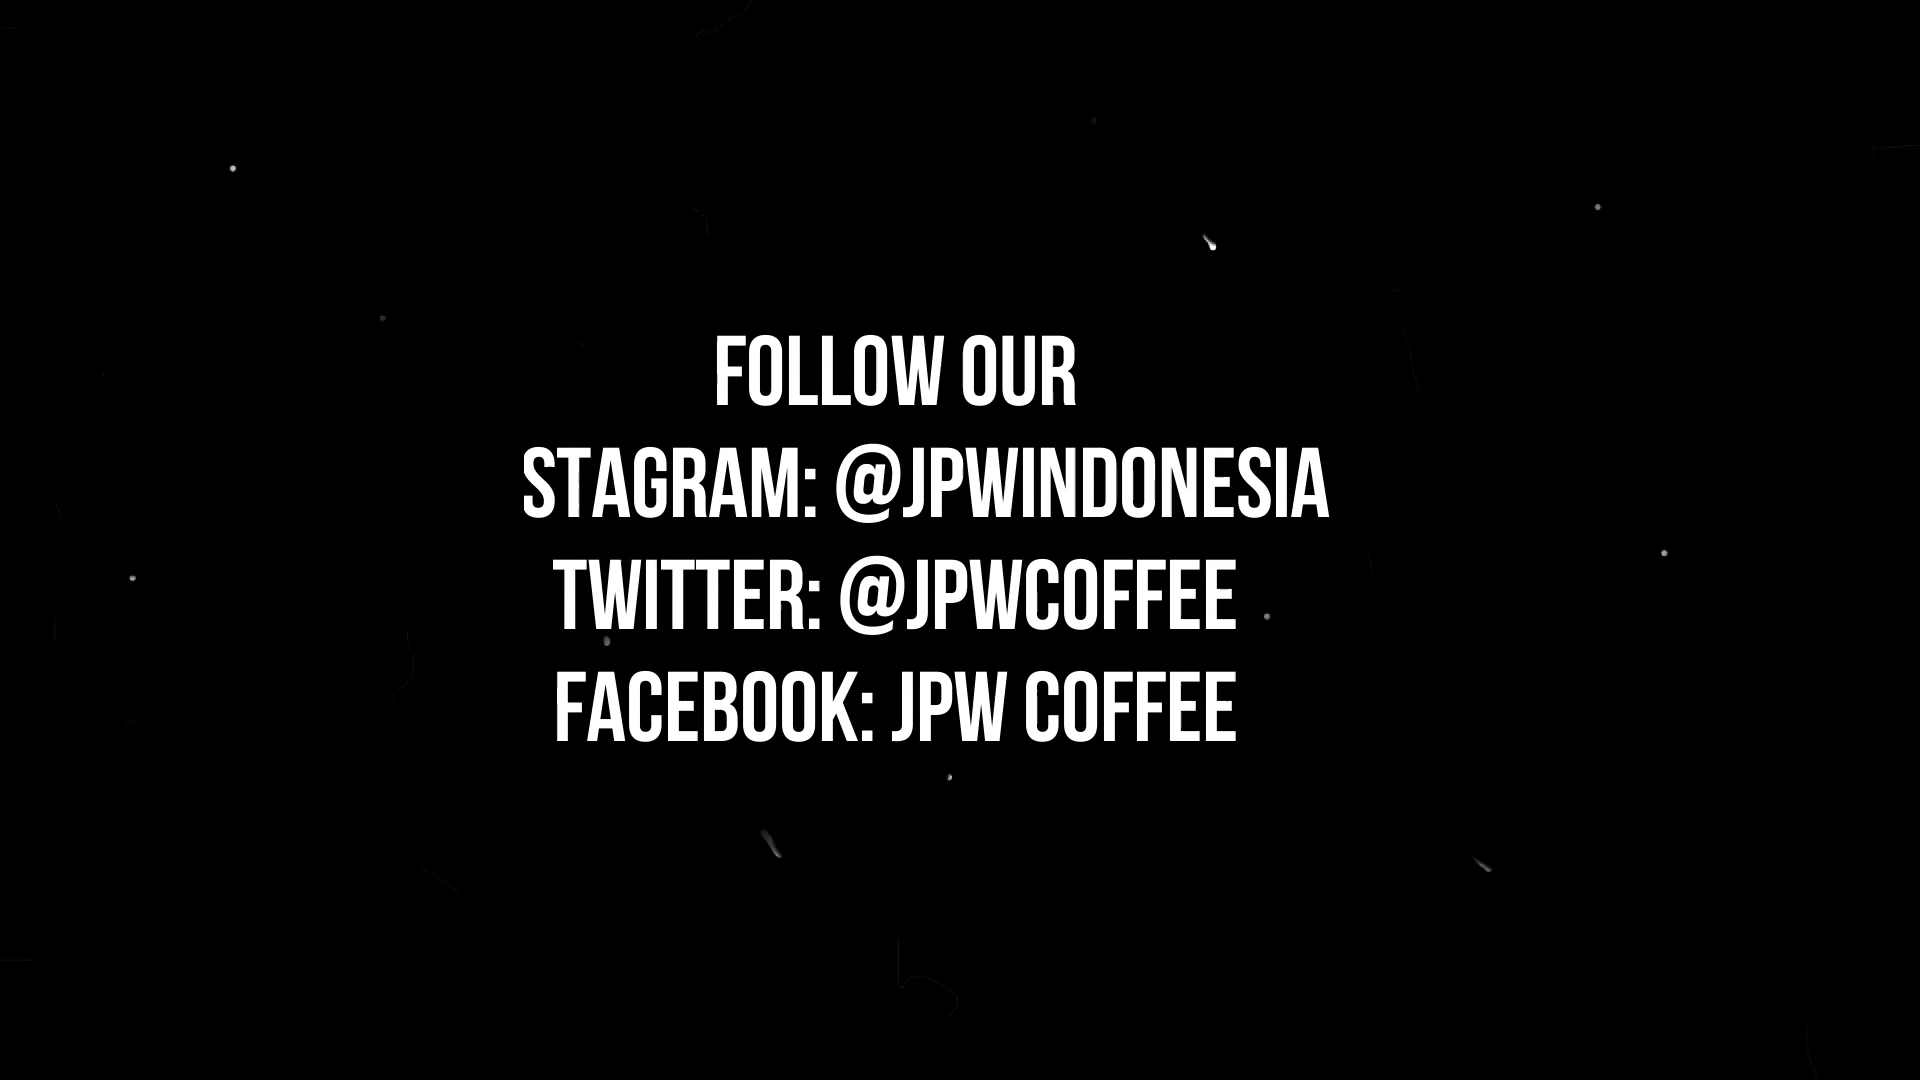 FOLLOW OUR
STAGRAM: @JPWINDONESIA
TWITTER: @JPWCOFFEE
FACEBOOK: JPW COFFEE